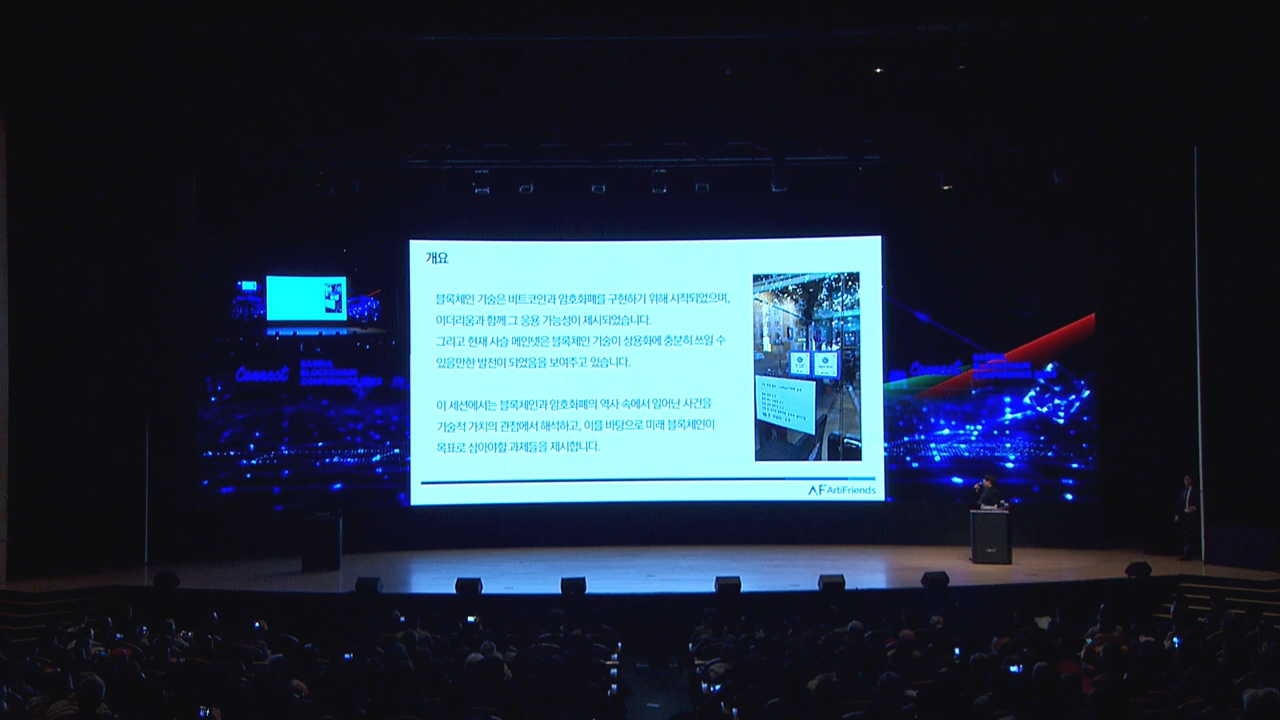 개요
블록체인 기술은 비트코인과 암호화폐를 구현하기 위해 시작되었으며,
이더리움과 함께 그 응용 가능성이 제시되었습니다.
그리고 현재 사슬 메인넷은 블록체인 기술이 상용화에 충분히 쓰일 수
있을만한 발전이 되었음을 보여주고 있습니다.
이 세션에서는 블록체인과 암호화폐의 역사 속에서 일어난 사건을
기술적 가치의 관점에서 해석하고, 이를 바탕으로 미래 블록체인이
목표로 삼아야할 과제들을 제시합니다.
AF ArtiFriends
Connect
SASEUL
BLOCKCHAIN
CONFERENCE
Connect